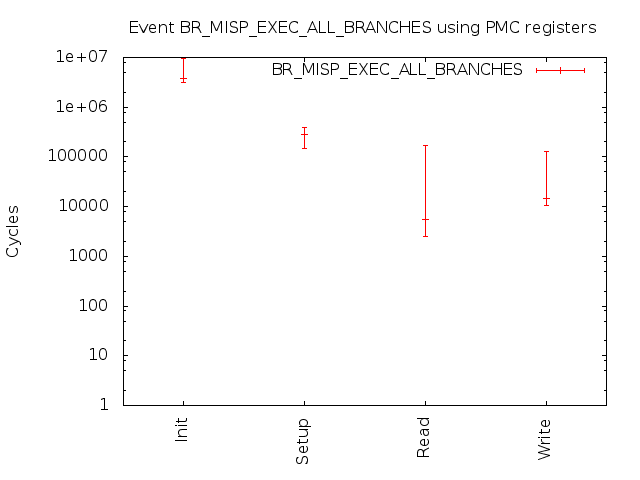 Event BR_MISP_EXEC_ALL_BRANCHES using PMC registers
BR_MISP_EXEC_ALL_BRANCHES
1e+07
1e+06
100000
10000
1000
100
10
1
Cycles
Init
Setup
Read
Write